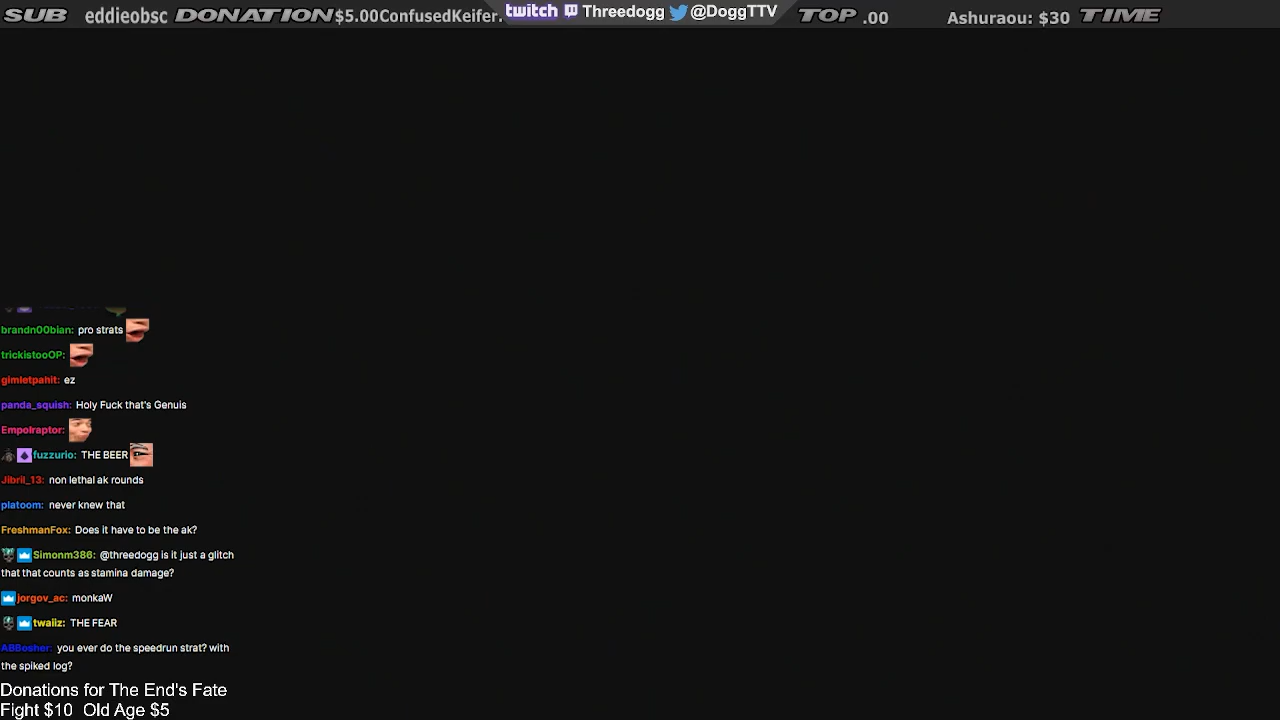 SUB eddieobsc DONATION $5.00ConfusedKeifer. twitch Threedogg @DoggTTV TOP .00 Ashuraou: $30 TIME
brandn00bian: pro strats
trickistooOP:
gimletpahit: ez
panda_squish: Holy Fuck that's Genuis
Empolraptor:
fuzzurio: THE BEER
Jibril_13: non lethal ak rounds
platoom: never knew that
FreshmanFox: Does it have to be the ak?
Simonm386: @threedogg is it just a glitch
that that counts as stamina damage?
jorgov_ac: monkaW
twaiiz: THE FEAR
ABBosher: you ever do the speedrun strat? with
the spiked log?
Donations for The End's Fate
Fight $10 Old Age $5